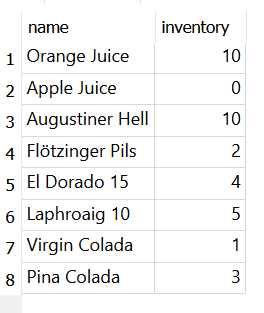 name inventory
1 Orange Juice 10
2 Apple Juice 0
3 Augustiner Hell 10
4 Flötzinger Pils 2
5 El Dorado 15 4
6 Laphroaig 10 5
7 Virgin Colada 1
8 Pina Colada 3